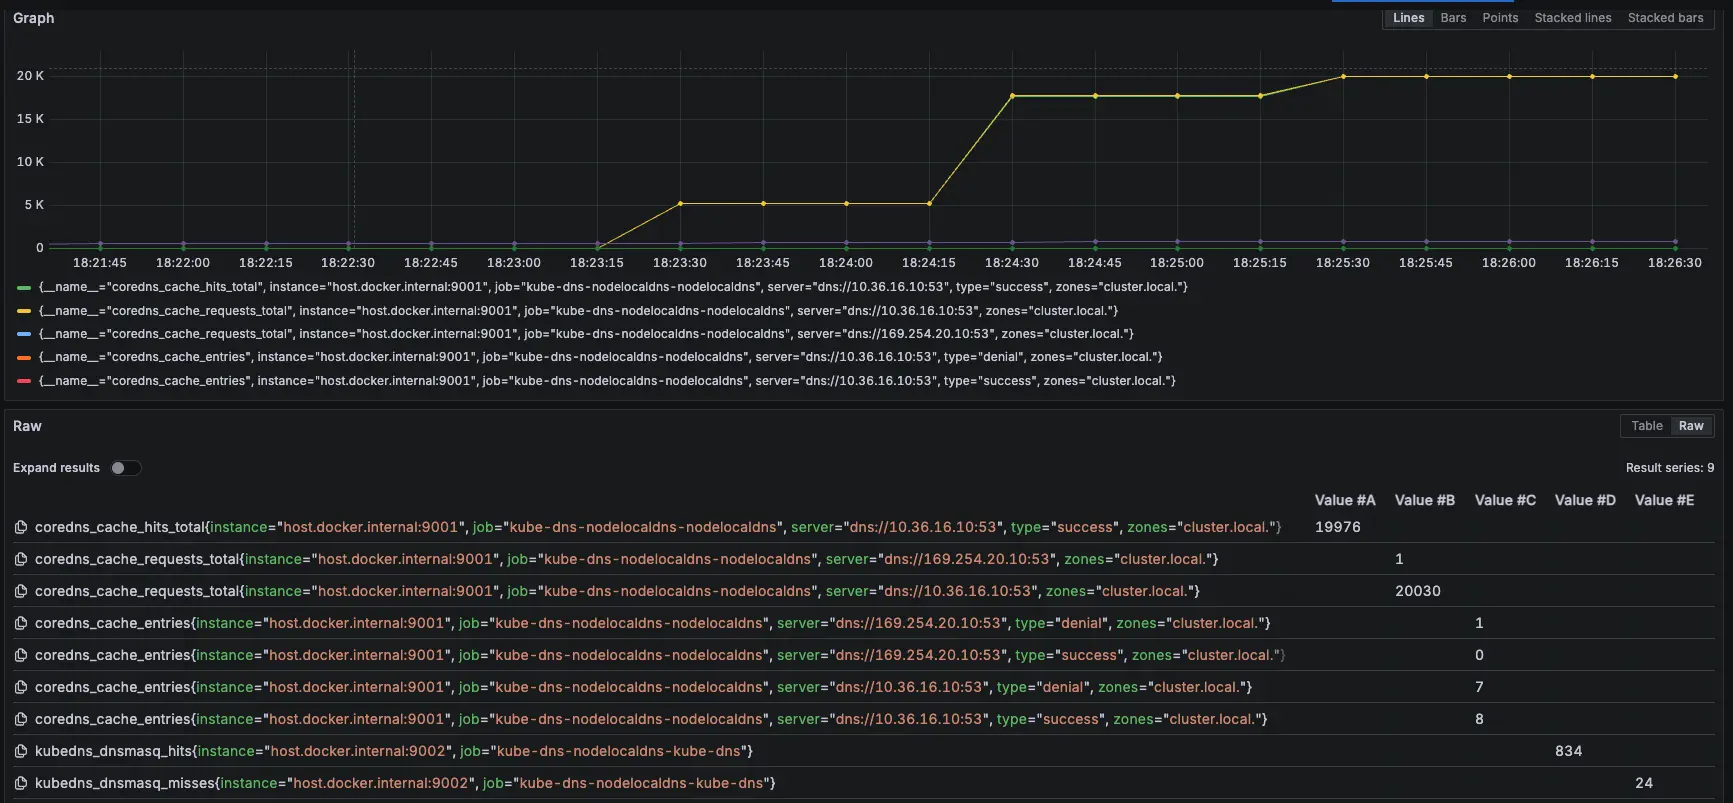 Graph
Lines Bars Points Stacked lines Stacked bars
20 K
15 K
10 K
5 K
0
18:21:45 18:22:00 18:22:15 18:22:30 18:22:45 18:23:00 18:23:15 18:23:30 18:23:45 18:24:00 18:24:15 18:24:30 18:24:45 18:25:00 18:25:15 18:25:30 18:25:45 18:26:00 18:26:15 18:26:30
{__name__="coredns_cache_hits_total", instance="host.docker.internal:9001", job="kube-dns-nodelocaldns-nodelocaldns", server="dns://10.36.16.10:53", type="success", zones="cluster.local."}
{__name__="coredns_cache_requests_total", instance="host.docker.internal:9001", job="kube-dns-nodelocaldns-nodelocaldns", server="dns://10.36.16.10:53", zones="cluster.local."}
{__name__="coredns_cache_requests_total", instance="host.docker.internal:9001", job="kube-dns-nodelocaldns-nodelocaldns", server="dns://169.254.20.10:53", zones="cluster.local."}
{__name__="coredns_cache_entries", instance="host.docker.internal:9001", job="kube-dns-nodelocaldns-nodelocaldns", server="dns://10.36.16.10:53", type="denial", zones="cluster.local."}
{__name__="coredns_cache_entries", instance="host.docker.internal:9001", job="kube-dns-nodelocaldns-nodelocaldns", server="dns://10.36.16.10:53", type="success", zones="cluster.local."}
Raw
Table Raw
Expand results
Result series: 9
Value #A Value #B Value #C Value #D Value #E
coredns_cache_hits_total{instance="host.docker.internal:9001", job="kube-dns-nodelocaldns-nodelocaldns", server="dns://10.36.16.10:53", type="success", zones="cluster.local."} 19976
coredns_cache_requests_total{instance="host.docker.internal:9001", job="kube-dns-nodelocaldns-nodelocaldns", server="dns://169.254.20.10:53", zones="cluster.local."} 1
coredns_cache_requests_total{instance="host.docker.internal:9001", job="kube-dns-nodelocaldns-nodelocaldns", server="dns://10.36.16.10:53", zones="cluster.local."} 20030
coredns_cache_entries{instance="host.docker.internal:9001", job="kube-dns-nodelocaldns-nodelocaldns", server="dns://169.254.20.10:53", type="denial", zones="cluster.local."} 1
coredns_cache_entries{instance="host.docker.internal:9001", job="kube-dns-nodelocaldns-nodelocaldns", server="dns://169.254.20.10:53", type="success", zones="cluster.local."} 0
coredns_cache_entries{instance="host.docker.internal:9001", job="kube-dns-nodelocaldns-nodelocaldns", server="dns://10.36.16.10:53", type="denial", zones="cluster.local."} 7
coredns_cache_entries{instance="host.docker.internal:9001", job="kube-dns-nodelocaldns-nodelocaldns", server="dns://10.36.16.10:53", type="success", zones="cluster.local."} 8
kubedns_dnsmasq_hits{instance="host.docker.internal:9002", job="kube-dns-nodelocaldns-kube-dns"} 834
kubedns_dnsmasq_misses{instance="host.docker.internal:9002", job="kube-dns-nodelocaldns-kube-dns"} 24